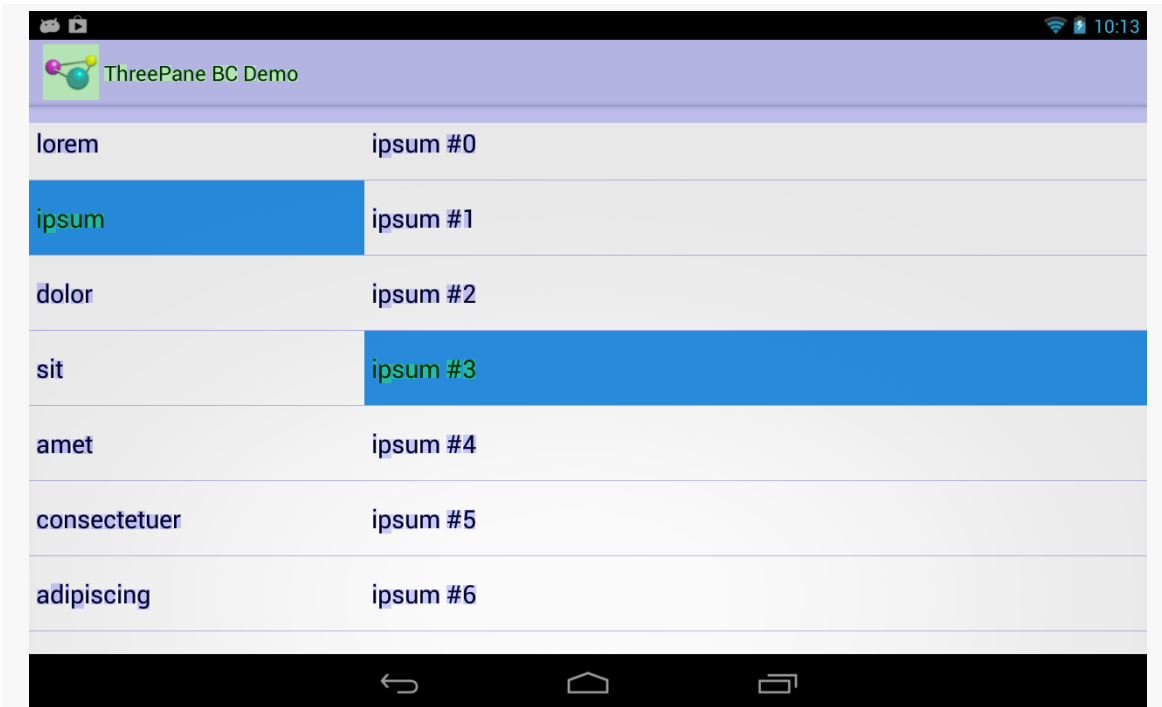 10:13
ThreePane BC Demo
lorem
ipsum #0
ipsum
ipsum #1
dolor
ipsum #2
sit
ipsum #3
amet
ipsum #4
consectetuer
ipsum #5
adipiscing
ipsum #6